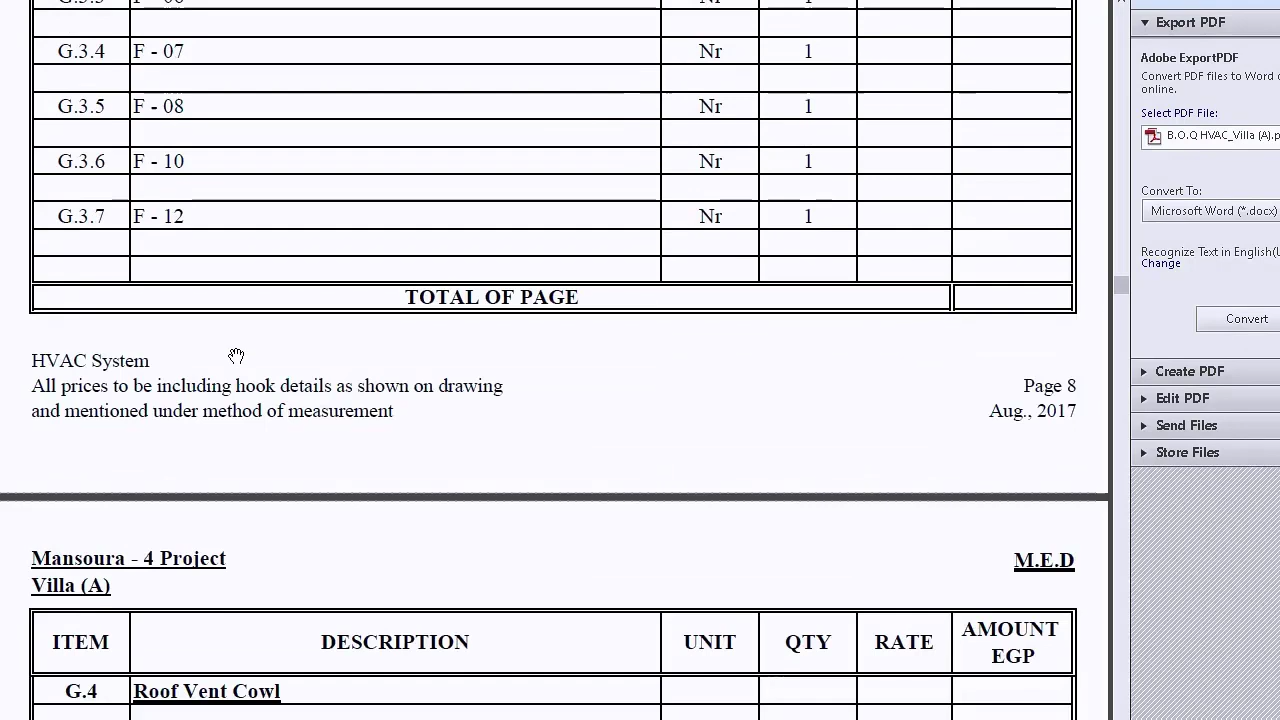 G.3.4 F - 07 Nr 1
G.3.5 F - 08 Nr 1
G.3.6 F - 10 Nr 1
G.3.7 F - 12 Nr 1
TOTAL OF PAGE
HVAC System
All prices to be including hook details as shown on drawing Page 8
and mentioned under method of measurement Aug., 2017
Mansoura - 4 Project M.E.D
Villa (A)
ITEM DESCRIPTION UNIT QTY RATE AMOUNT EGP
G.4 Roof Vent Cowl
Export PDF
Adobe ExportPDF
Convert PDF files to Word
online.
Select PDF File:
B.O.Q HVAC_Villa (A).p
Convert To:
Microsoft Word (*.docx)
Recognize Text in English(
Change
Convert
Create PDF
Edit PDF
Send Files
Store Files